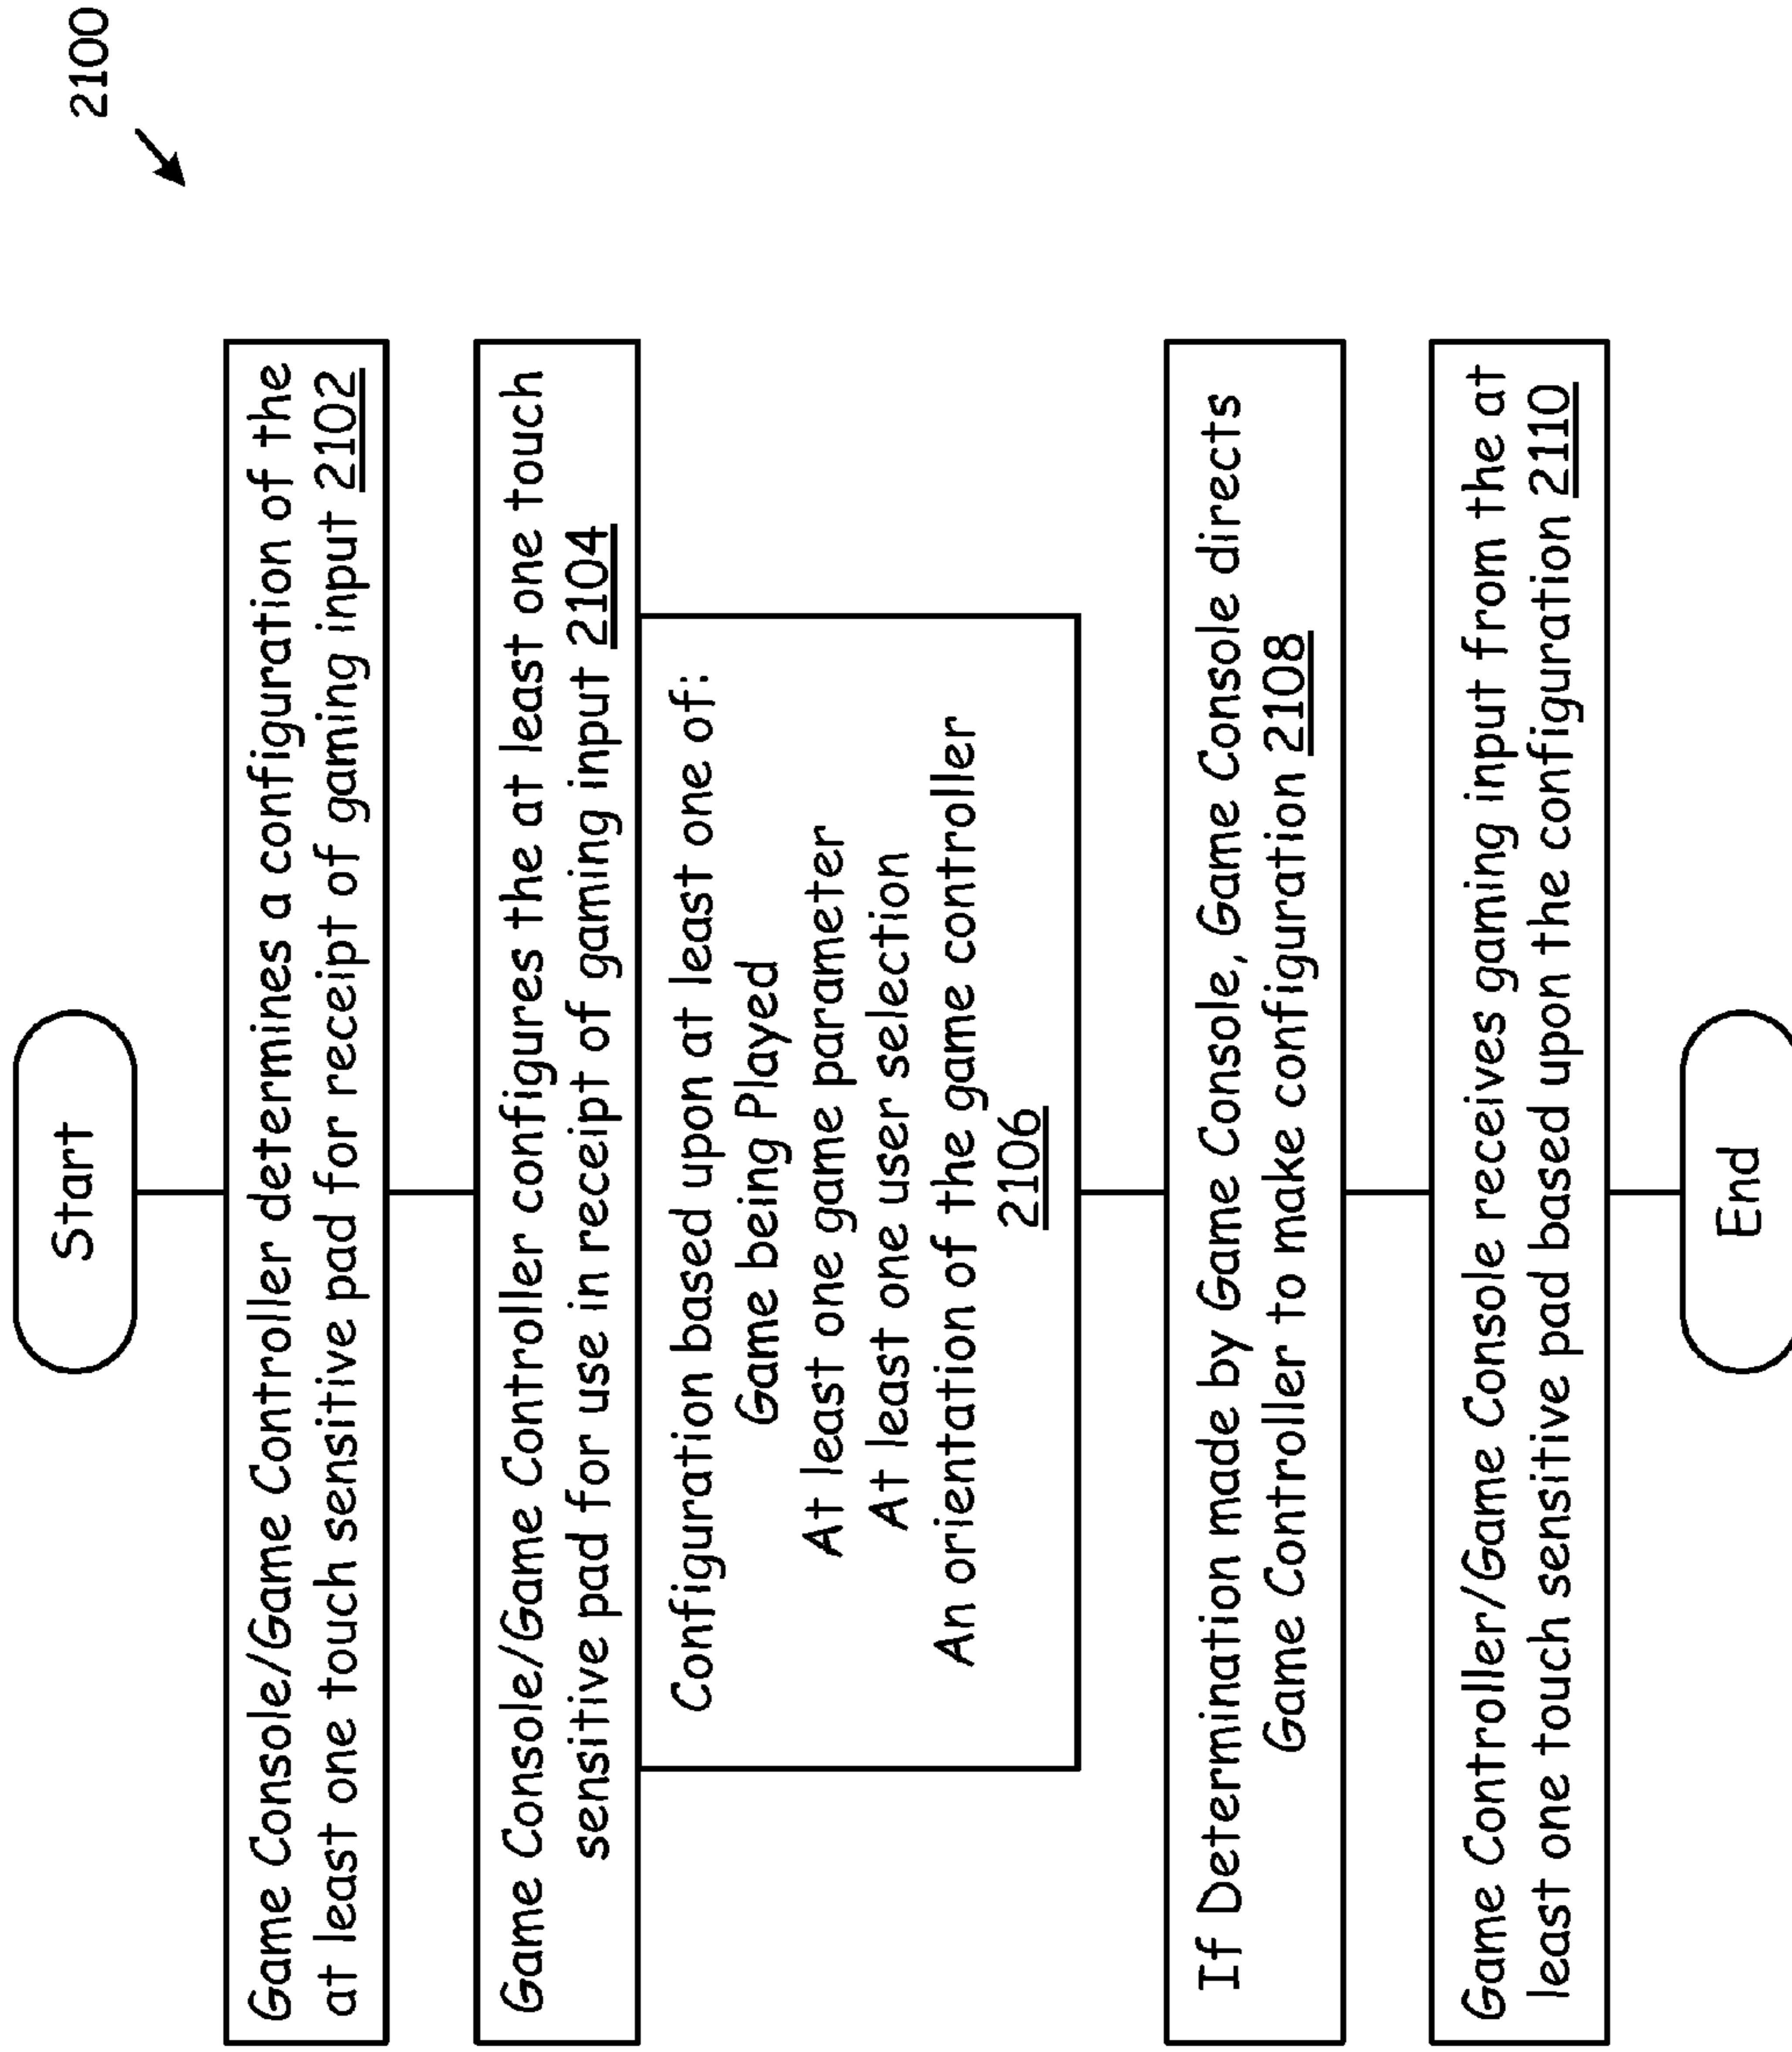 2100
Start
Game Console/Game Controller determines a configuration of the
at least one touch sensitive pad for receipt of gaming input 2102
Game Console/Game Controller configures the at least one touch
sensitive pad for use in receipt of gaming input 2104
Configuration based upon at least one of:
Game being Played
At least one game parameter
At least one user selection
An orientation of the game controller
2106
If Determination made by Game Console, Game Console directs
Game Controller to make configuration 2108
Game Controller/Game Console receives gaming input from the at
least one touch sensitive pad based upon the configuration 2110
End